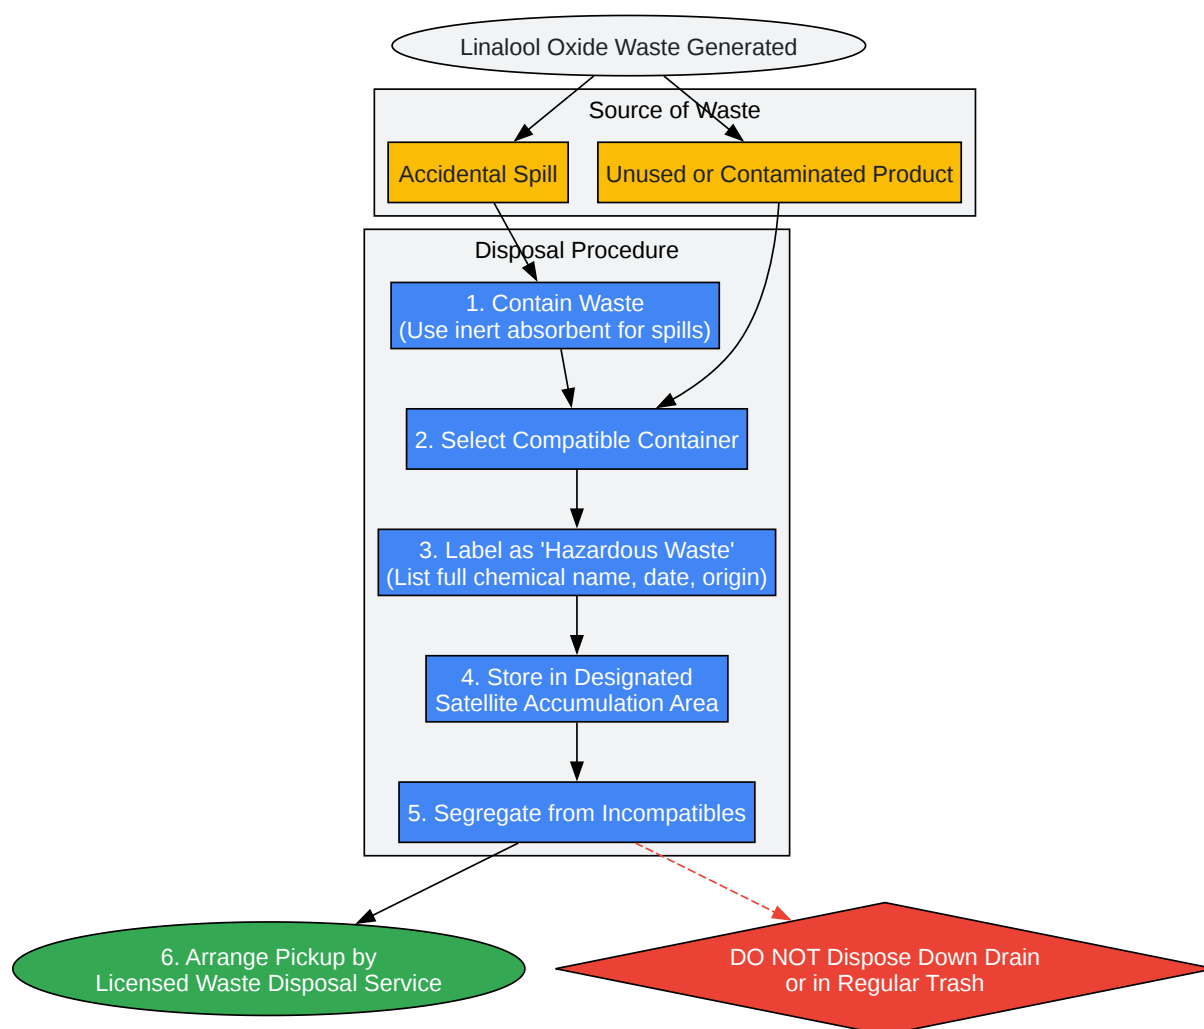 Linalool Oxide Waste Generated
Source of Waste
Accidental Spill
Unused or Contaminated Product
Disposal Procedure
1. Contain Waste
(Use inert absorbent for spills)
2. Select Compatible Container
3. Label as 'Hazardous Waste'
(List full chemical name, date, origin)
4. Store in Designated
Satellite Accumulation Area
5. Segregate from Incompatibles
6. Arrange Pickup by
Licensed Waste Disposal Service
DO NOT Dispose Down Drain
or in Regular Trash